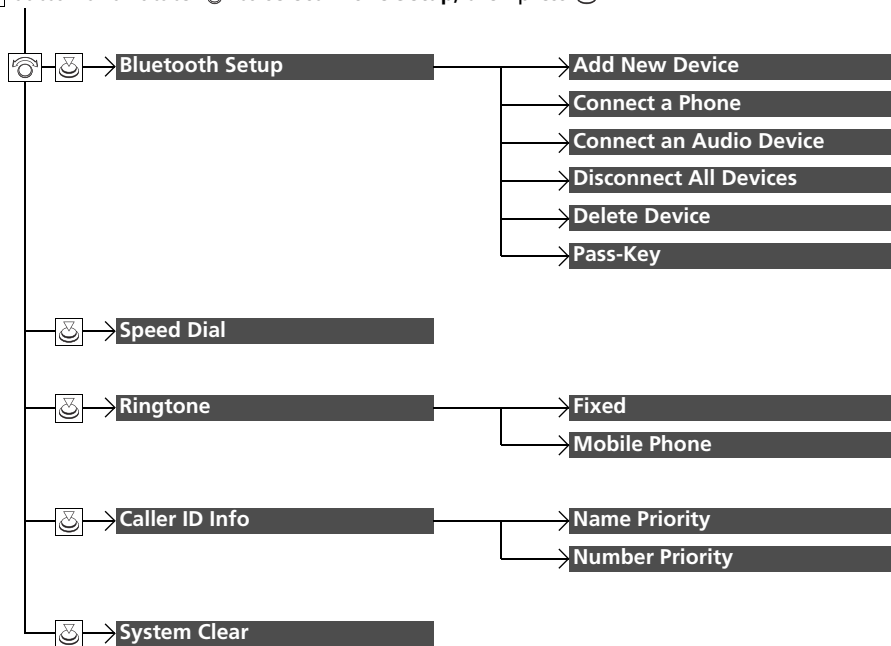 Bluetooth Setup
Add New Device
Connect a Phone
Connect an Audio Device
Disconnect All Devices
Delete Device
Pass-Key
Speed Dial
Ringtone
Fixed
Mobile Phone
Caller ID Info
Name Priority
Number Priority
System Clear